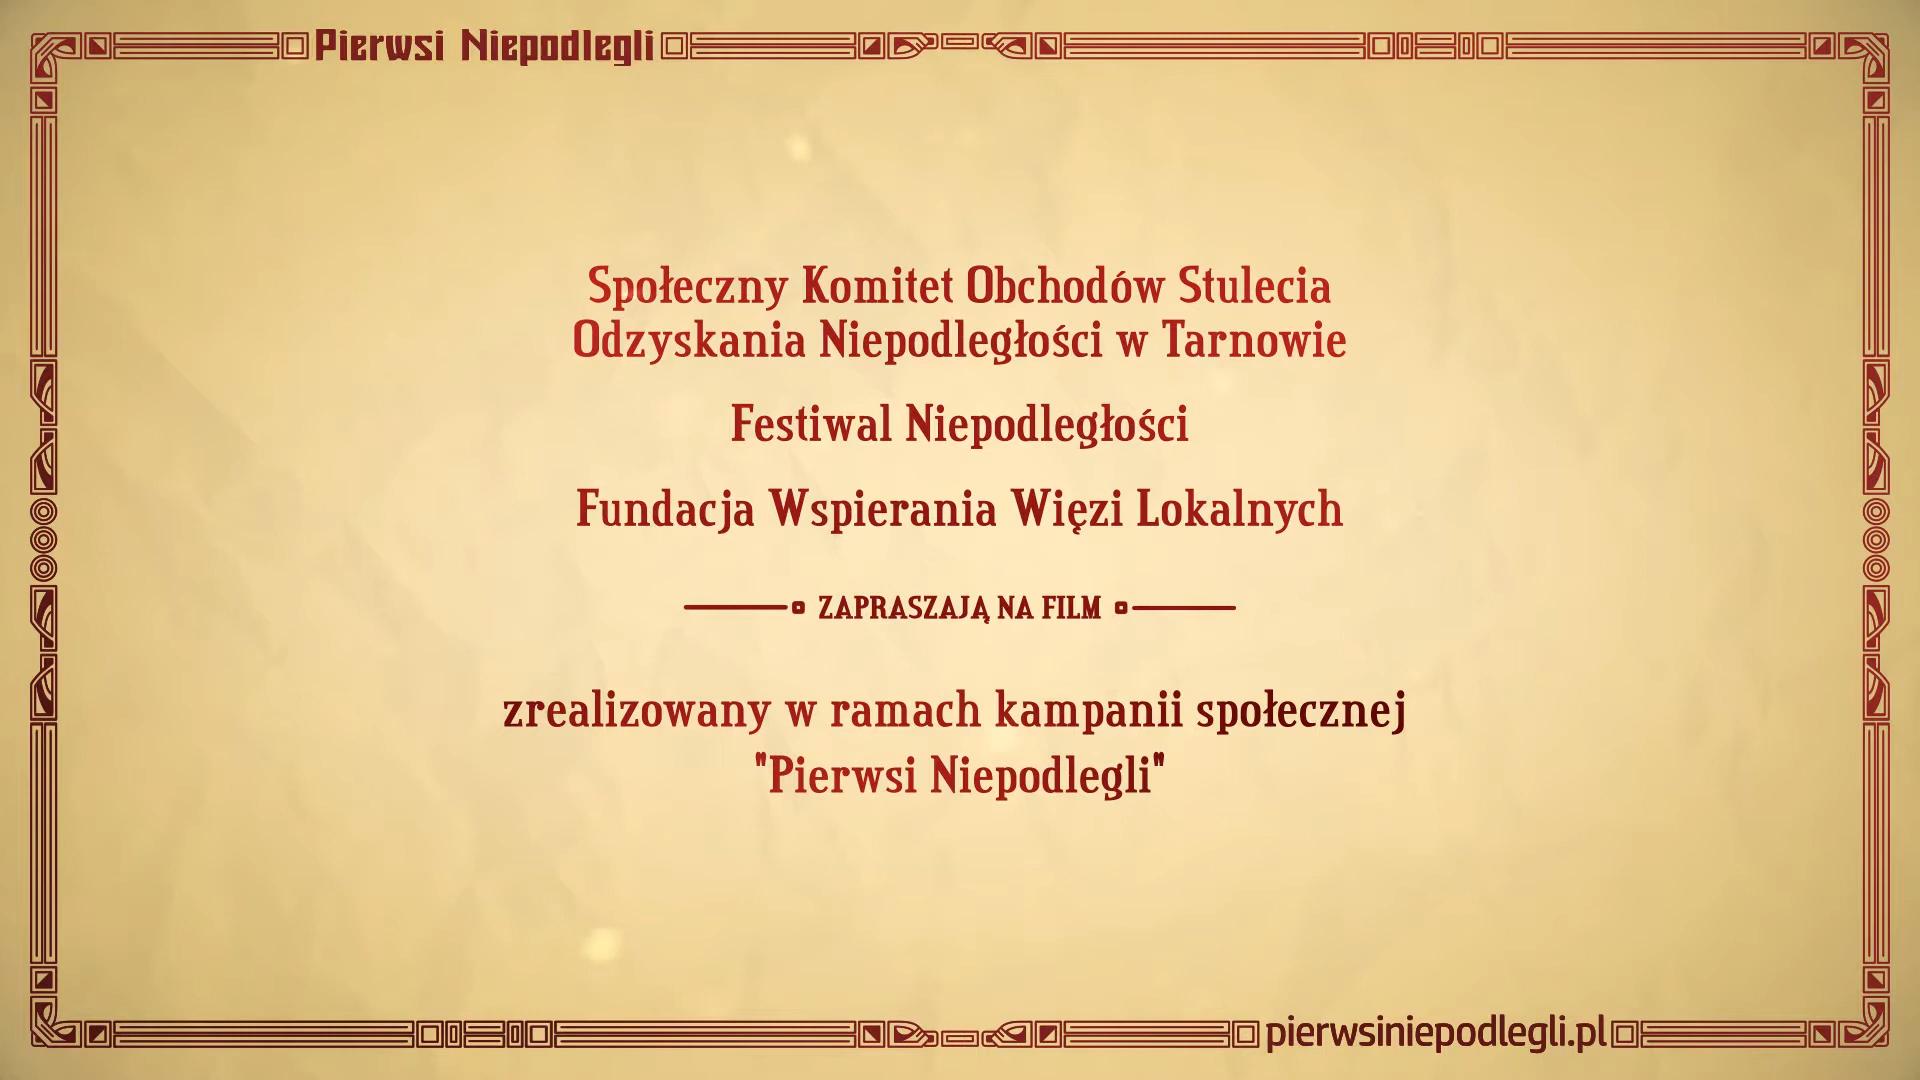 Pierwsi Niepodlegli
Społeczny Komitet Obchodów Stulecia
Odzyskania Niepodległości w Tarnowie
Festiwal Niepodległości
Fundacja Wspierania Więzi Lokalnych
ZAPRASZAJĄ NA FILM
zrealizowany w ramach kampanii społecznej
"Pierwsi Niepodlegli"
pierwsiniepodlegli.pl